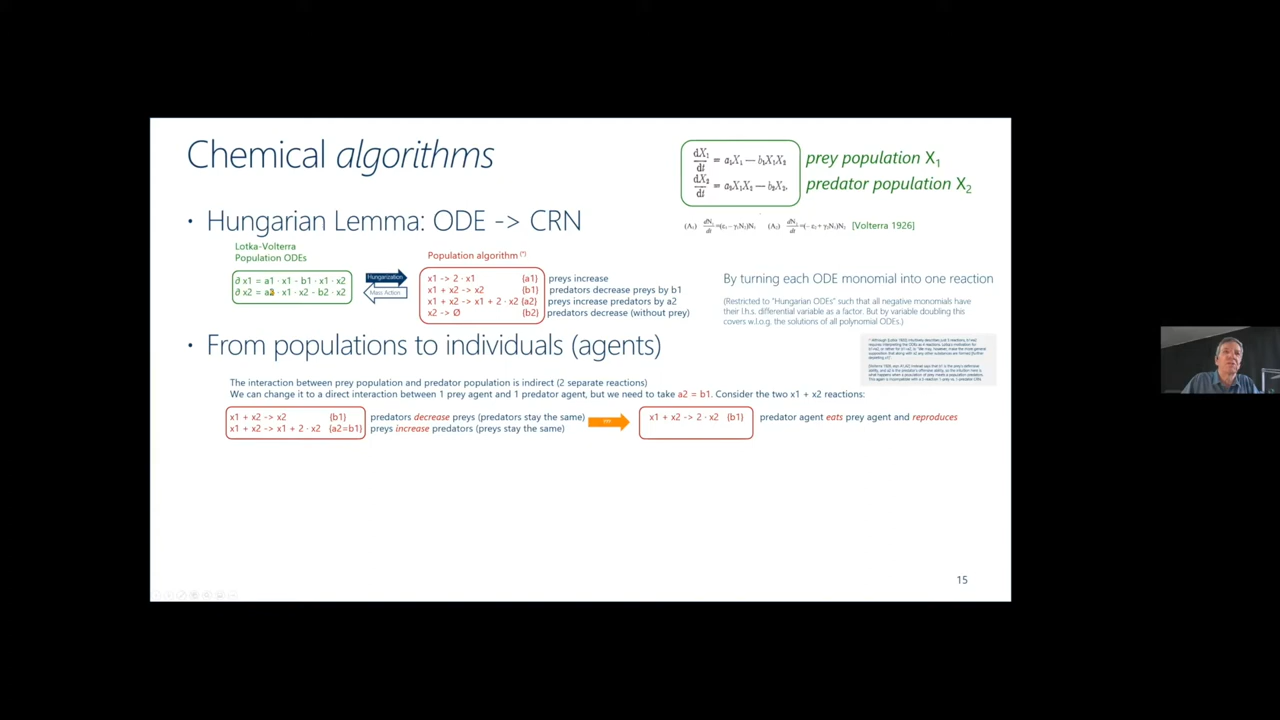 Chemical algorithms
dX₁/dt = a₁X₁ — b₁X₁X₂
prey population X₁
dX₂/dt = a₂X₁X₂ — b₂X₂.
predator population X₂
• Hungarian Lemma: ODE -> CRN
[Volterra 1926]
Lotka-Volterra
Population ODEs
Population algorithm (*)
∂ x1 = a1 · x1 - b1 · x1 · x2
∂ x2 = a2 · x1 · x2 - b2 · x2
Hungarization
Mass Action
x1 -> 2 · x1 {a1} preys increase
x1 + x2 -> x2 {b1} predators decrease preys by b1
x1 + x2 -> x1 + 2 · x2 {a2} preys increase predators by a2
x2 -> Ø {b2} predators decrease (without prey)
By turning each ODE monomial into one reaction
(Restricted to "Hungarian ODEs" such that all negative monomials have
their l.h.s. differential variable as a factor. But by variable doubling this
covers w.l.o.g. the solutions of all polynomial ODEs.)
• From populations to individuals (agents)
The interaction between prey population and predator population is indirect (2 separate reactions)
We can change it to a direct interaction between 1 prey agent and 1 predator agent, but we need to take a2 = b1. Consider the two x1 + x2 reactions:
x1 + x2 -> x2 {b1} predators decrease preys (predators stay the same)
x1 + x2 -> x1 + 2 · x2 {a2=b1} preys increase predators (preys stay the same)
x1 + x2 -> 2 · x2 {b1} predator agent eats prey agent and reproduces
15